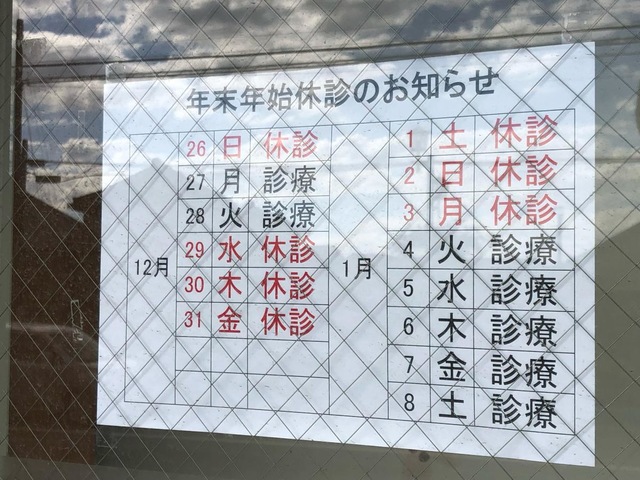 年末年始休診のお知らせ
12月
26 日 休診
27 月 診療
28 火 診療
29 水 休診
30 木 休診
31 金 休診
1月
1 土 休診
2 日 休診
3 月 休診
4 火 診療
5 水 診療
6 木 診療
7 金 診療
8 土 診療